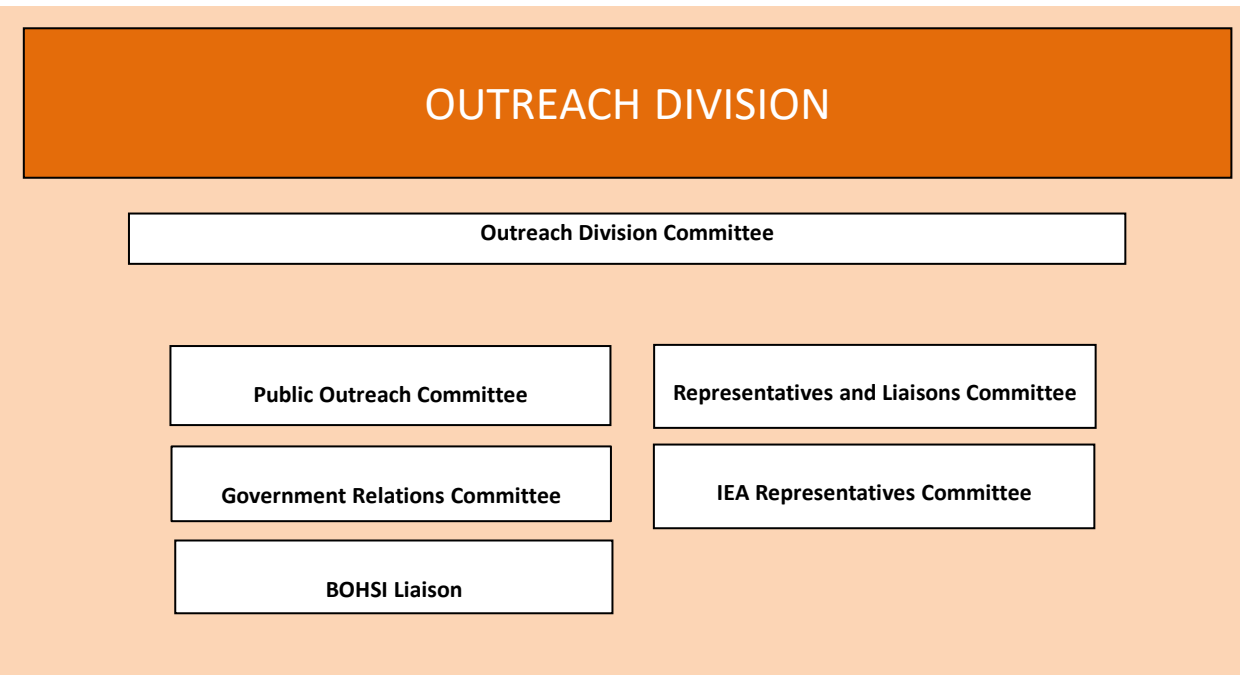 OUTREACH DIVISION
Outreach Division Committee
Public Outreach Committee
Representatives and Liaisons Committee
Government Relations Committee
IEA Representatives Committee
BOHSI Liaison